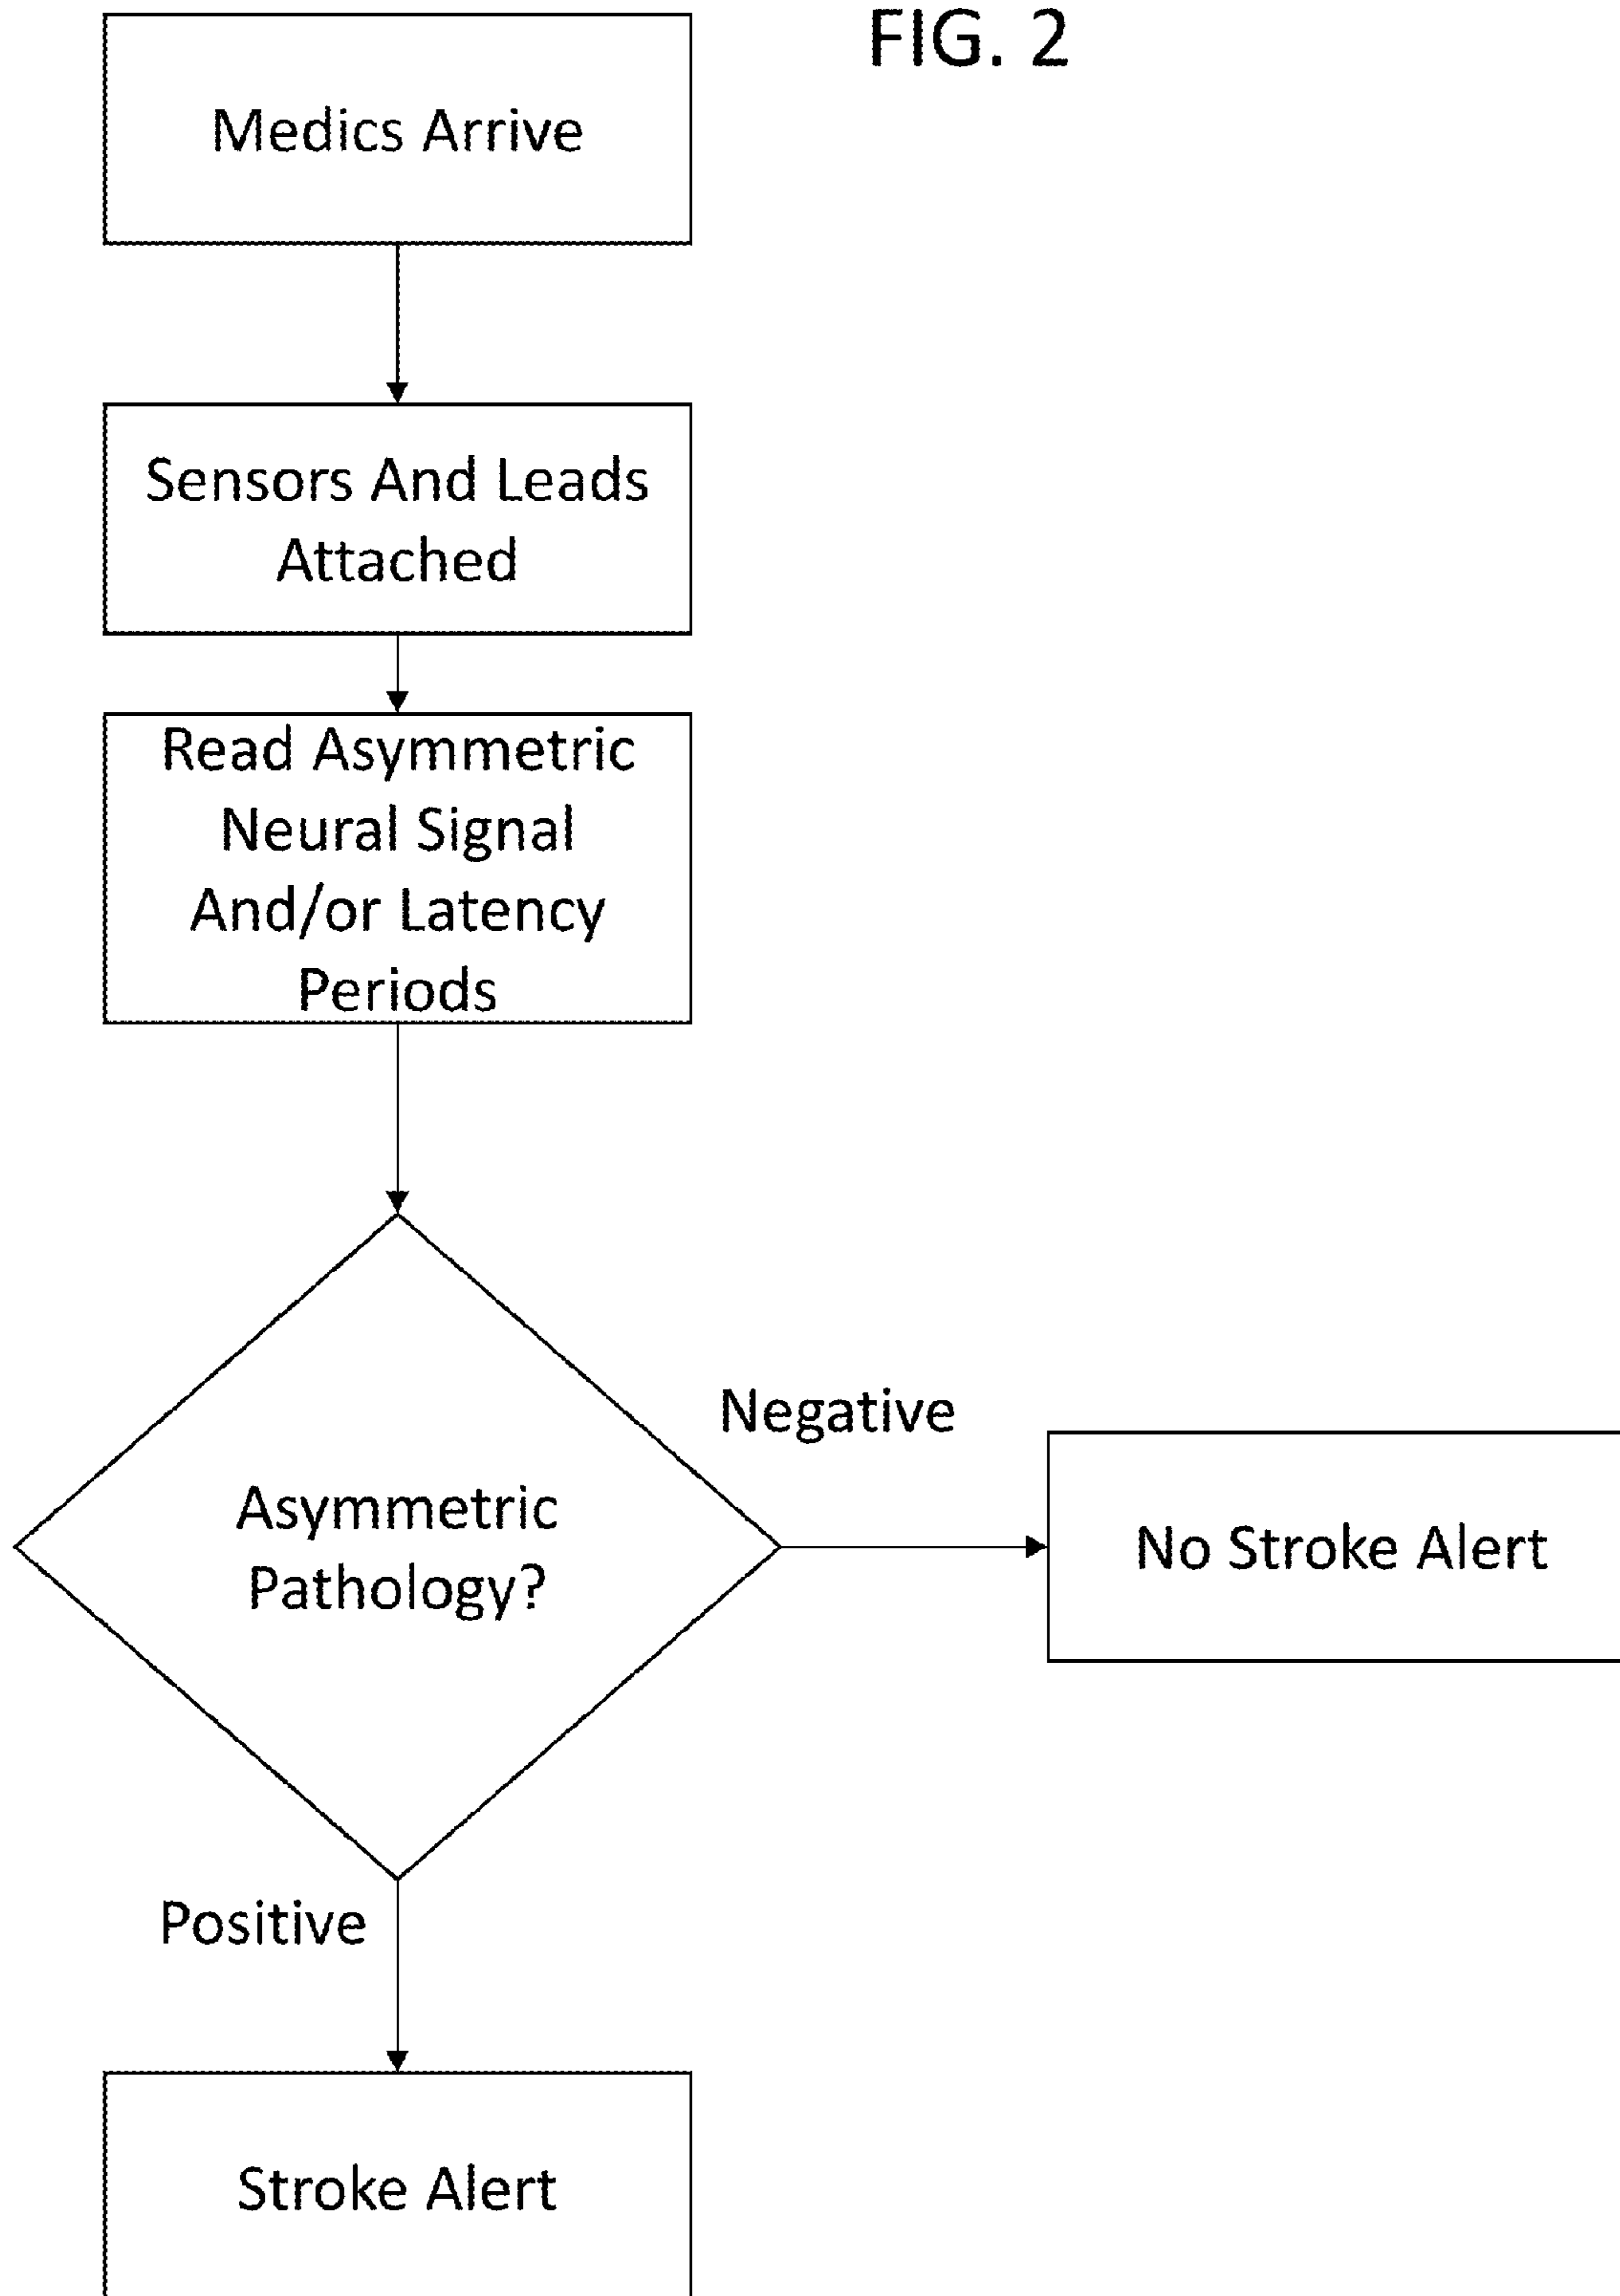 FIG. 2
Medics Arrive
Sensors And Leads
Attached
Read Asymmetric
Neural Signal
And/or Latency
Periods
Negative
Asymmetric
Pathology?
No Stroke Alert
Positive
Stroke Alert